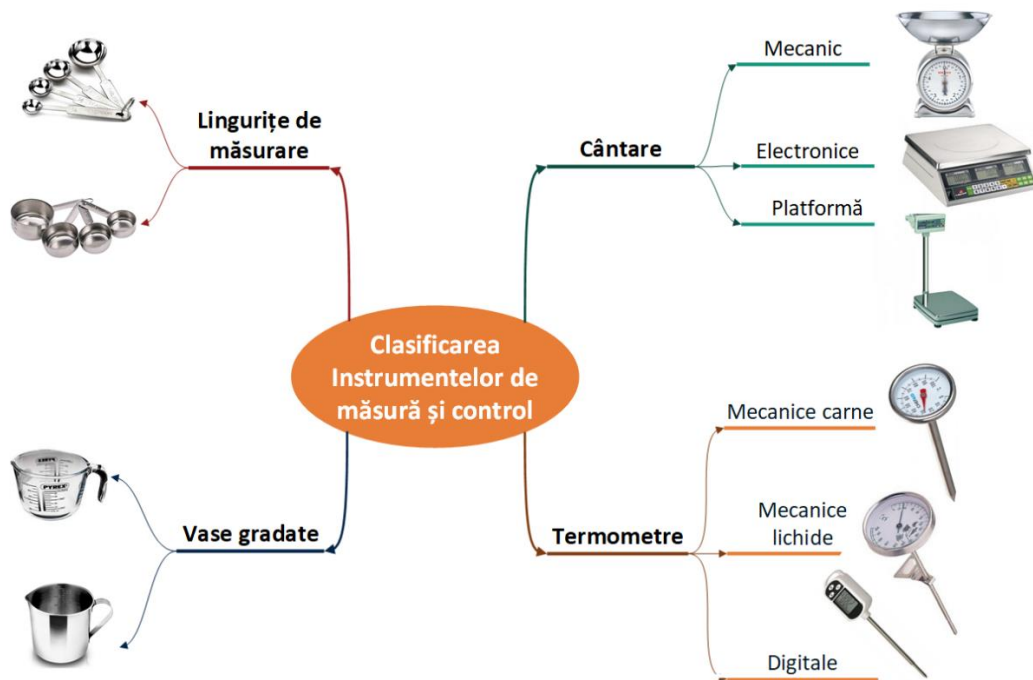 Clasificarea
Instrumentelor de
măsură și control
Lingurițe de
măsurare
Vase gradate
PYREX
Cântare
Mecanic
Electronice
Platformă
Termometre
Mecanice carne
Mecanice
lichide
Digitale